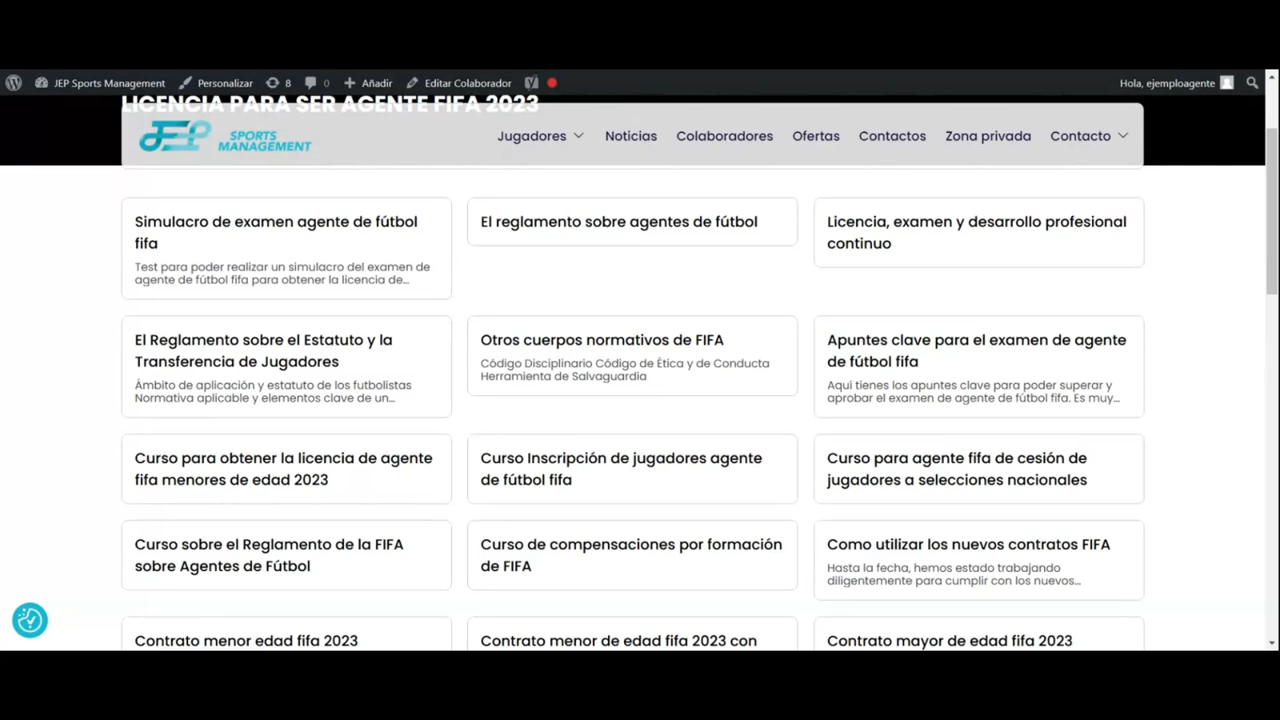 JEP Sports Management
Personalizar
8
0
Añadir
Editar Colaborador
Hola, ejemploagente
LICENCIA PARA SER AGENTE FIFA 2023
JEP SPORTS
MANAGEMENT
Jugadores
Noticias
Colaboradores
Ofertas
Contactos
Zona privada
Contacto
Simulacro de examen agente de fútbol
fifa
Test para poder realizar un simulacro del examen de
agente de fútbol fifa para obtener la licencia de...
El reglamento sobre agentes de fútbol
Licencia, examen y desarrollo profesional
continuo
El Reglamento sobre el Estatuto y la
Transferencia de Jugadores
Ámbito de aplicación y estatuto de los futbolistas
Normativa aplicable y elementos clave de un...
Otros cuerpos normativos de FIFA
Código Disciplinario Código de Ética y de Conducta
Herramienta de Salvaguardia
Apuntes clave para el examen de agente
de fútbol fifa
Aqui tienes los apuntes clave para poder superar y
aprobar el examen de agente de fútbol fifa. Es muy...
Curso para obtener la licencia de agente
fifa menores de edad 2023
Curso Inscripción de jugadores agente
de fútbol fifa
Curso para agente fifa de cesión de
jugadores a selecciones nacionales
Curso sobre el Reglamento de la FIFA
sobre Agentes de Fútbol
Curso de compensaciones por formación
de FIFA
Como utilizar los nuevos contratos FIFA
Hasta la fecha, hemos estado trabajando
diligentemente para cumplir con los nuevos...
Contrato menor edad fifa 2023
Contrato menor de edad fifa 2023 con
Contrato mayor de edad fifa 2023